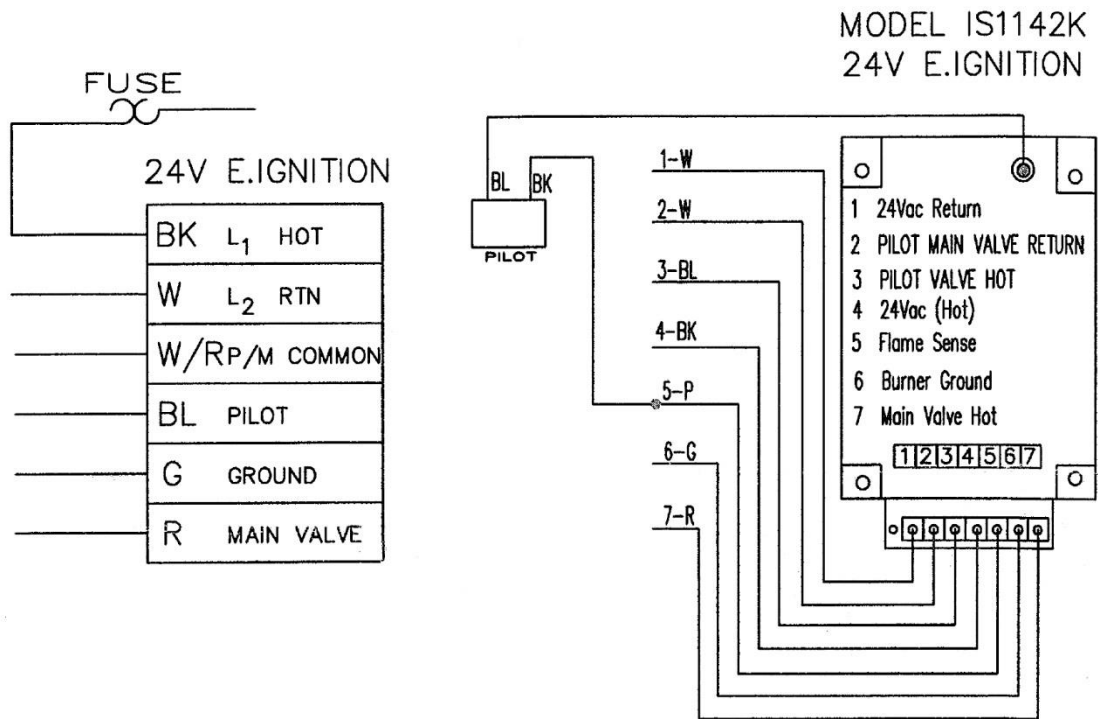 MODEL IS1142K
24V E.IGNITION
FUSE
24V E.IGNITION
BK L1 HOT
W L2 RTN
W/R P/M COMMON
BL PILOT
G GROUND
R MAIN VALVE
BL BK
PILOT
1-W
2-W
3-BL
4-BK
5-P
6-G
7-R
1 24Vac Return
2 PILOT MAIN VALVE RETURN
3 PILOT VALVE HOT
4 24Vac (Hot)
5 Flame Sense
6 Burner Ground
7 Main Valve Hot
1 2 3 4 5 6 7